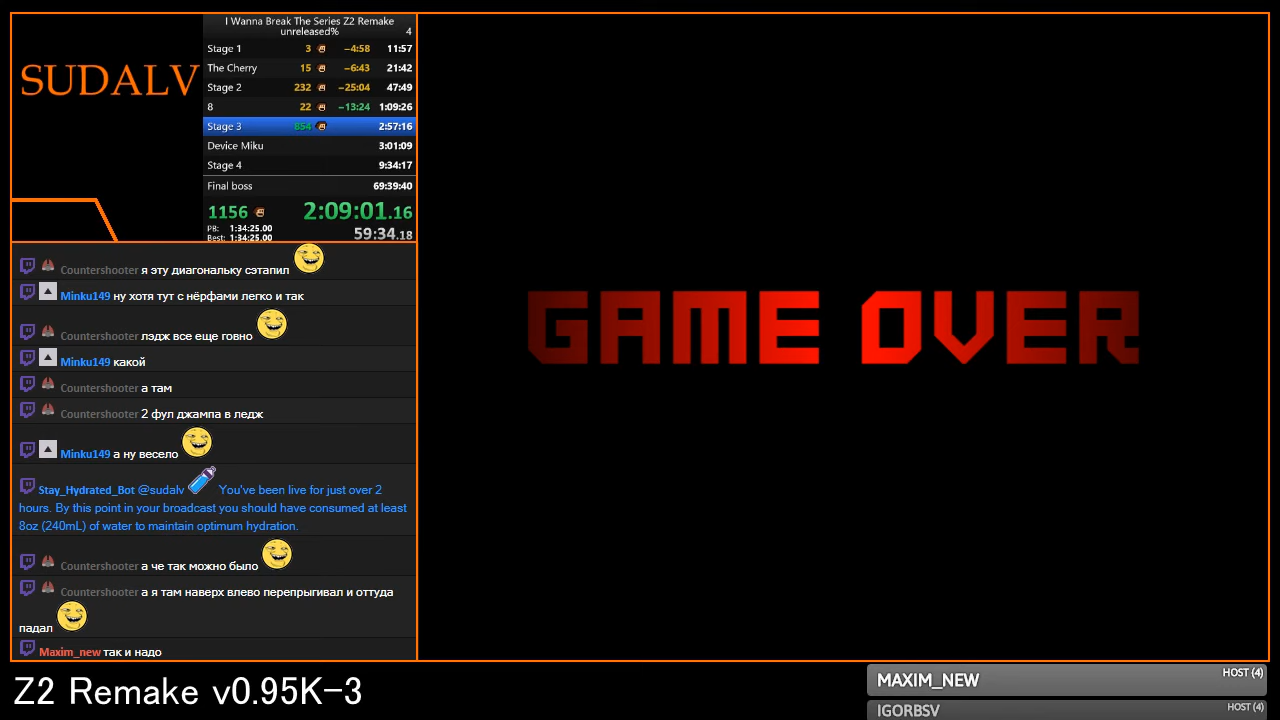 SUDALV
I Wanna Break The Series Z2 Remake
unreleased% 4
Stage 1 3 −4:58 11:57
The Cherry 15 −6:43 21:42
Stage 2 232 −25:04 47:49
8 22 −13:24 1:09:26
Stage 3 854 2:57:16
Device Miku 3:01:09
Stage 4 9:34:17
Final boss 69:39:40
1156 2:09:01.16
PB: 1:34:25.00
Best: 1:34:25.00
59:34.18
Countershooter я эту диагональку сэтапил
Minku149 ну хотя тут с нёрфами легко и так
Countershooter лэдж все еще говно
Minku149 какой
Countershooter а там
Countershooter 2 фул джампа в ледж
Minku149 а ну весело
Stay_Hydrated_Bot @sudalv You've been live for just over 2
hours. By this point in your broadcast you should have consumed at least
8oz (240mL) of water to maintain optimum hydration.
Countershooter а че так можно было
Countershooter а я там наверх влево перепрыгивал и оттуда
падал
Maxim_new так и надо
GAME OVER
Z2 Remake v0.95K-3
MAXIM_NEW HOST (4)
IGORBSV HOST (4)